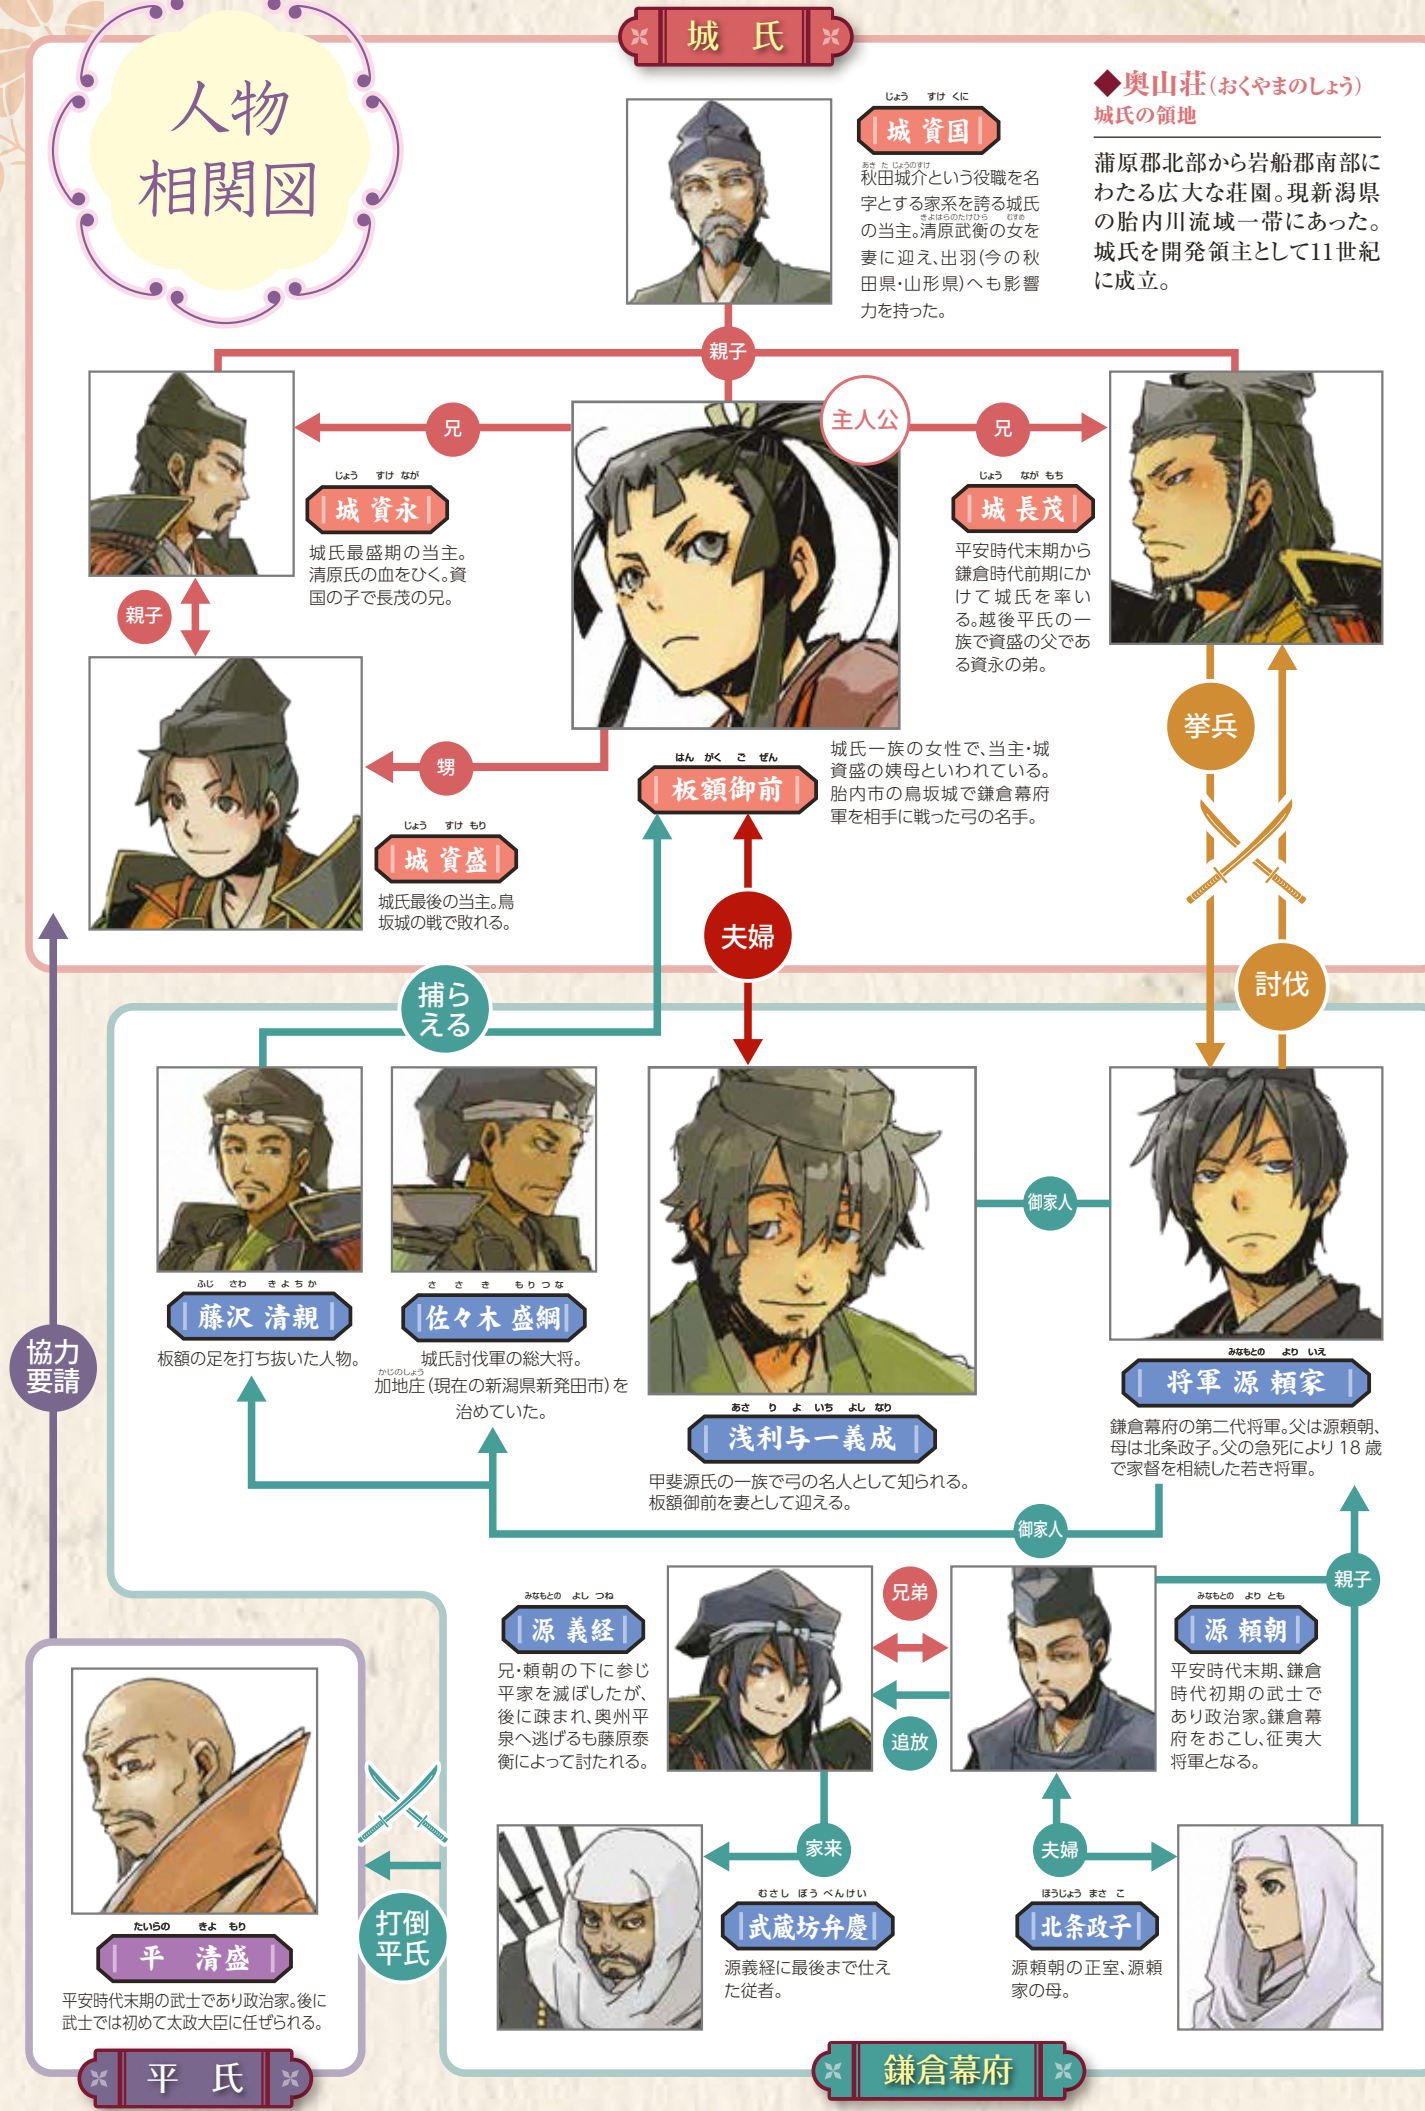 人物
相関図
城 氏
じょう すけ くに
城 資国
あき た じょうのすけ
秋田城介という役職を名
字とする家系を誇る城氏
きよはらのたけひら むすめ
の当主。清原武衡の女を
妻に迎え、出羽(今の秋
田県・山形県)へも影響
力を持った。
◆奥山荘(おくやまのしょう)
城氏の領地
蒲原郡北部から岩船郡南部に
わたる広大な荘園。現新潟県
の胎内川流域一帯にあった。
城氏を開発領主として11世紀
に成立。
親子
兄
主人公
兄
じょう すけ なが
城 資永
城氏最盛期の当主。
清原氏の血をひく。資
国の子で長茂の兄。
じょう なが もち
城 長茂
平安時代末期から
鎌倉時代前期にか
けて城氏を率い
る。越後平氏の一
族で資盛の父であ
る資永の弟。
親子
甥
じょう すけ もり
城 資盛
城氏最後の当主。鳥
坂城の戦で敗れる。
はん がく ご ぜん
板額御前
城氏一族の女性で、当主・城
資盛の姨母といわれている。
胎内市の鳥坂城で鎌倉幕府
軍を相手に戦った弓の名手。
挙兵
夫婦
討伐
捕ら
える
御家人
ふじ さわ きよちか
藤沢 清親
板額の足を打ち抜いた人物。
さ さ き もりつな
佐々木 盛綱
城氏討伐軍の総大将。
かじのしょう
加地庄(現在の新潟県新発田市)を
治めていた。
あさ り よ いち よし なり
浅利与一義成
甲斐源氏の一族で弓の名人として知られる。
板額御前を妻として迎える。
みなもとの より いえ
将軍 源 頼家
鎌倉幕府の第二代将軍。父は源頼朝、
母は北条政子。父の急死により18歳
で家督を相続した若き将軍。
協力
要請
御家人
親子
みなもとの よし つね
源 義経
兄・頼朝の下に参じ
平家を滅ぼしたが、
後に疎まれ、奥州平
泉へ逃げるも藤原泰
衡によって討たれる。
兄弟
追放
みなもとの より とも
源 頼朝
平安時代末期、鎌倉
時代初期の武士で
あり政治家。鎌倉幕
府をおこし、征夷大
将軍となる。
家来
夫婦
むさし ぼう べんけい
武蔵坊弁慶
源義経に最後まで仕え
た従者。
ほうじょう まさ こ
北条政子
源頼朝の正室、源頼
家の母。
打倒
平氏
たいらの きよ もり
平 清盛
平安時代末期の武士であり政治家。後に
武士では初めて太政大臣に任ぜられる。
平 氏
鎌倉幕府